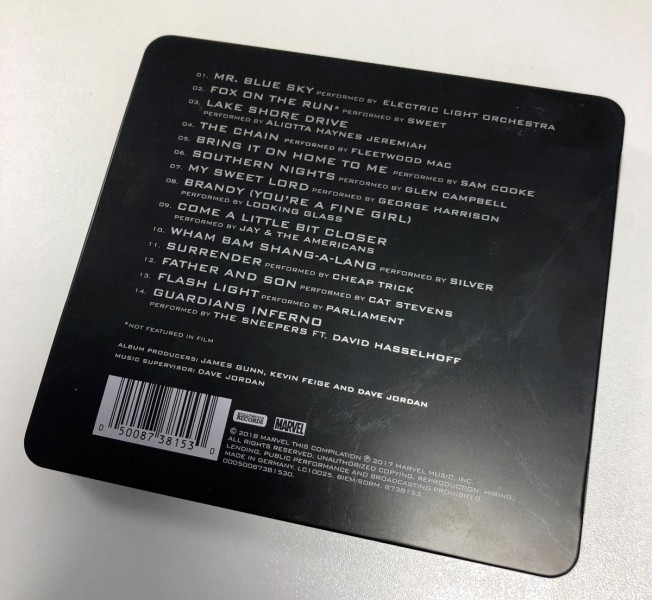 01. MR. BLUE SKY PERFORMED BY ELECTRIC LIGHT ORCHESTRA
02. FOX ON THE RUN* PERFORMED BY SWEET
03. LAKE SHORE DRIVE
PERFORMED BY ALIOTTA HAYNES JEREMIAH
04. THE CHAIN PERFORMED BY FLEETWOOD MAC
05. BRING IT ON HOME TO ME PERFORMED BY SAM COOKE
06. SOUTHERN NIGHTS PERFORMED BY GLEN CAMPBELL
07. MY SWEET LORD PERFORMED BY GEORGE HARRISON
08. BRANDY (YOU'RE A FINE GIRL)
PERFORMED BY LOOKING GLASS
09. COME A LITTLE BIT CLOSER
PERFORMED BY JAY & THE AMERICANS
10. WHAM BAM SHANG-A-LANG PERFORMED BY SILVER
11. SURRENDER PERFORMED BY CHEAP TRICK
12. FATHER AND SON PERFORMED BY CAT STEVENS
13. FLASH LIGHT PERFORMED BY PARLIAMENT
14. GUARDIANS INFERNO
PERFORMED BY THE SNEEPERS FT. DAVID HASSELHOFF
*NOT FEATURED IN FILM
ALBUM PRODUCERS: JAMES GUNN, KEVIN FEIGE AND DAVE JORDAN
MUSIC SUPERVISOR: DAVE JORDAN
0 50087 38153 0
HOLLYWOOD RECORDS
MARVEL
© 2018 MARVEL THIS COMPILATION ℗ 2017 MARVEL MUSIC, INC.
ALL RIGHTS RESERVED. UNAUTHORIZED COPYING, REPRODUCTION, HIRING,
LENDING, PUBLIC PERFORMANCE AND BROADCASTING PROHIBITED.
MADE IN GERMANY. LC10025. BIEM/SDRM. 8738153
00050087381530.